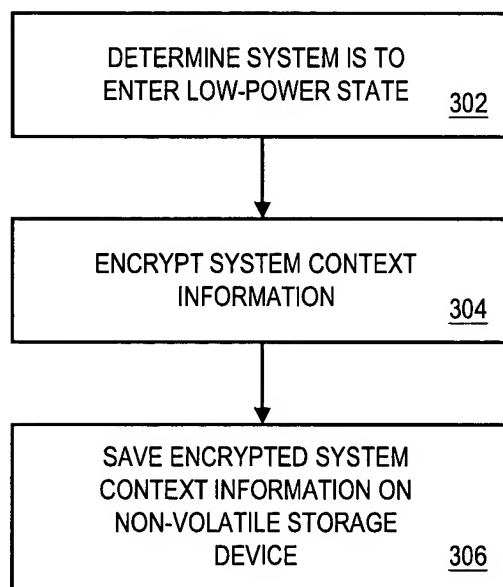 DETERMINE SYSTEM IS TO
ENTER LOW-POWER STATE
302
ENCRYPT SYSTEM CONTEXT
INFORMATION
304
SAVE ENCRYPTED SYSTEM
CONTEXT INFORMATION ON
NON-VOLATILE STORAGE
DEVICE
306